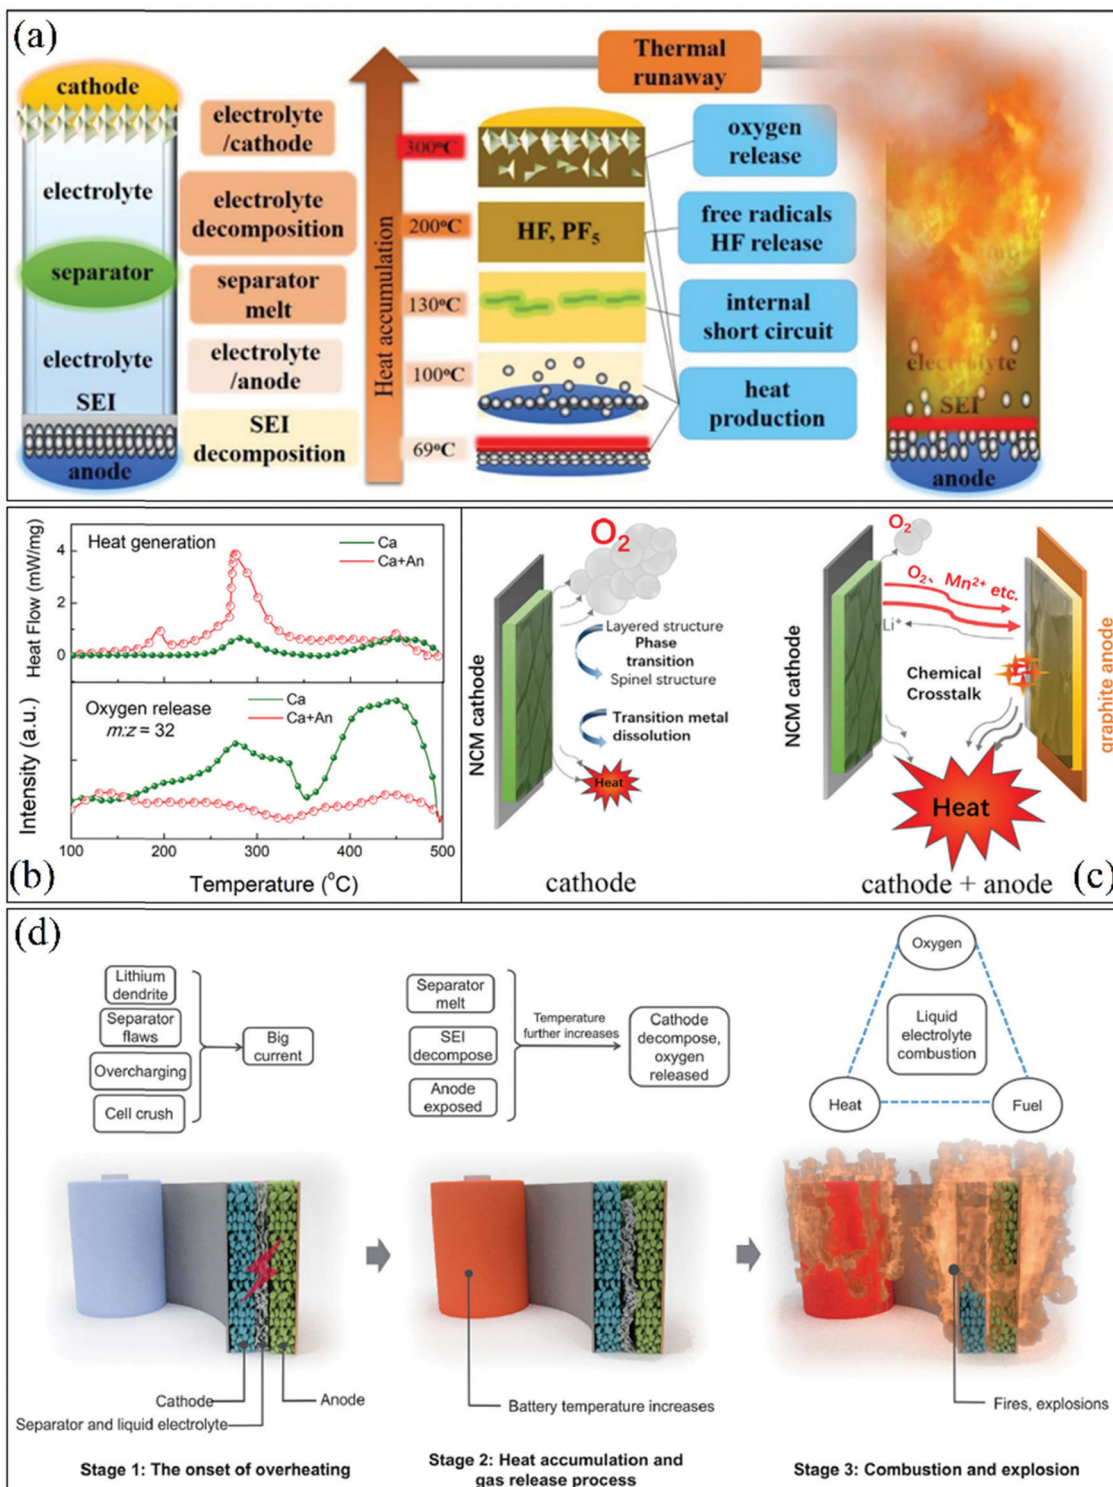 (a)
cathode
electrolyte
separator
electrolyte
SEI
anode
electrolyte
/cathode
electrolyte
decomposition
separator
melt
electrolyte
/anode
SEI
decomposition
Heat accumulation
Thermal
runaway
300°C
200°C
130°C
100°C
69°C
HF, PF5
oxygen
release
free radicals
HF release
internal
short circuit
heat
production
electrolyte
SEI
anode
(b)
Heat generation
Ca
Ca+An
Heat Flow (mW/mg)
4
2
0
Oxygen release
m:z = 32
Ca
Ca+An
Intensity (a.u.)
100
200
300
400
500
Temperature (°C)
(c)
O2
NCM cathode
Layered structure
Phase
transition
Spinel structure
Transition metal
dissolution
Heat
cathode
O2
O2、Mn2+ etc.
Li+
NCM cathode
Chemical
Crosstalk
graphite anode
Heat
cathode + anode
(d)
Lithium
dendrite
Separator
flaws
Overcharging
Cell crush
Big
current
Separator
melt
SEI
decompose
Anode
exposed
Temperature
further increases
Cathode
decompose,
oxygen
released
Oxygen
Liquid
electrolyte
combustion
Heat
Fuel
Cathode
Anode
Separator and liquid electrolyte
Battery temperature increases
Fires, explosions
Stage 1: The onset of overheating
Stage 2: Heat accumulation and
gas release process
Stage 3: Combustion and explosion